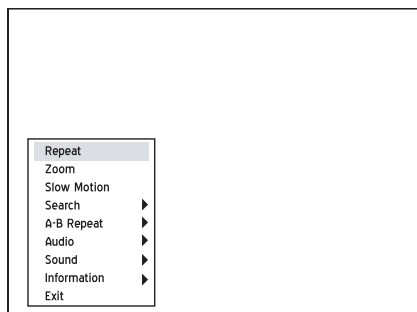 Repeat
Zoom
Slow Motion
Search
A-B Repeat
Audio
Sound
Information
Exit